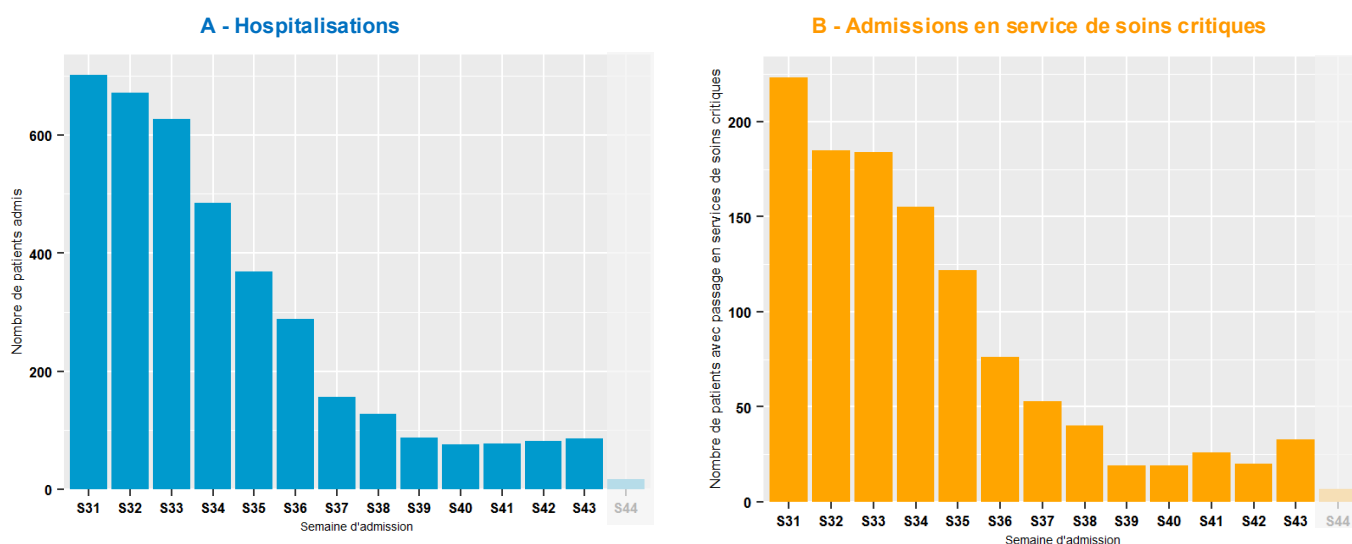 A - Hospitalisations
Nombre de patients admis
600
400
200
0
S31 S32 S33 S34 S35 S36 S37 S38 S39 S40 S41 S42 S43 S44
Semaine d'admission
B - Admissions en service de soins critiques
Nombre de patients avec passage en services de soins critiques
200
150
100
50
0
S31 S32 S33 S34 S35 S36 S37 S38 S39 S40 S41 S42 S43 S44
Semaine d'admission